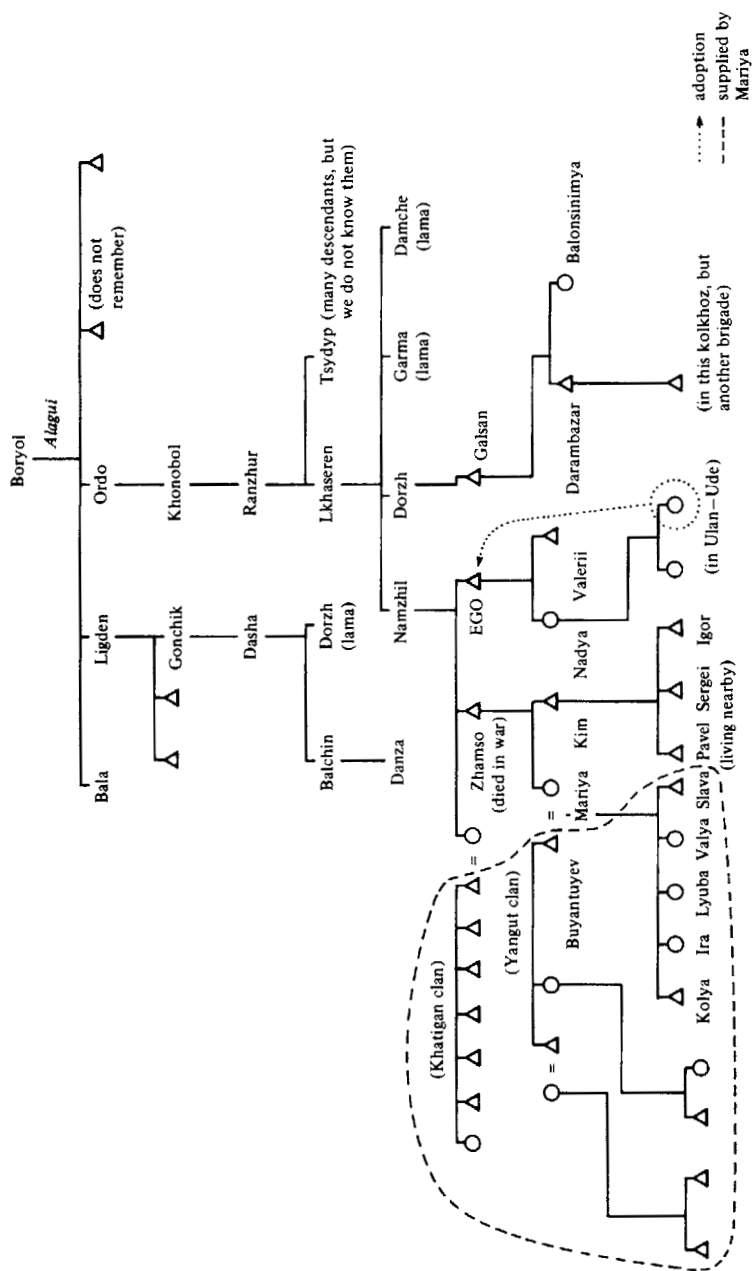 Boryol
Alagui
Bala
Ligden
Ordo
(does not
remember)
Gonchik
Khonobol
Dasha
Ranzhur
Balchin
Dorzh
(lama)
Lkhaseren
Tsydyp (many descendants, but
we do not know them)
Danza
Namzhil
Dorzh
Garma
(lama)
Damche
(lama)
(Khatigan clan)
=
Zhamso
(died in war)
EGO
Galsan
(Yangut clan)
=
Buyantuyev
=
Mariya
Kim
Nadya
Valerii
Darambazar
Balonsinimya
Kolya Ira Lyuba Valya Slava Pavel Sergei Igor
(living nearby)
(in Ulan–Ude)
(in this kolkhoz, but
another brigade)
adoption
supplied by
Mariya